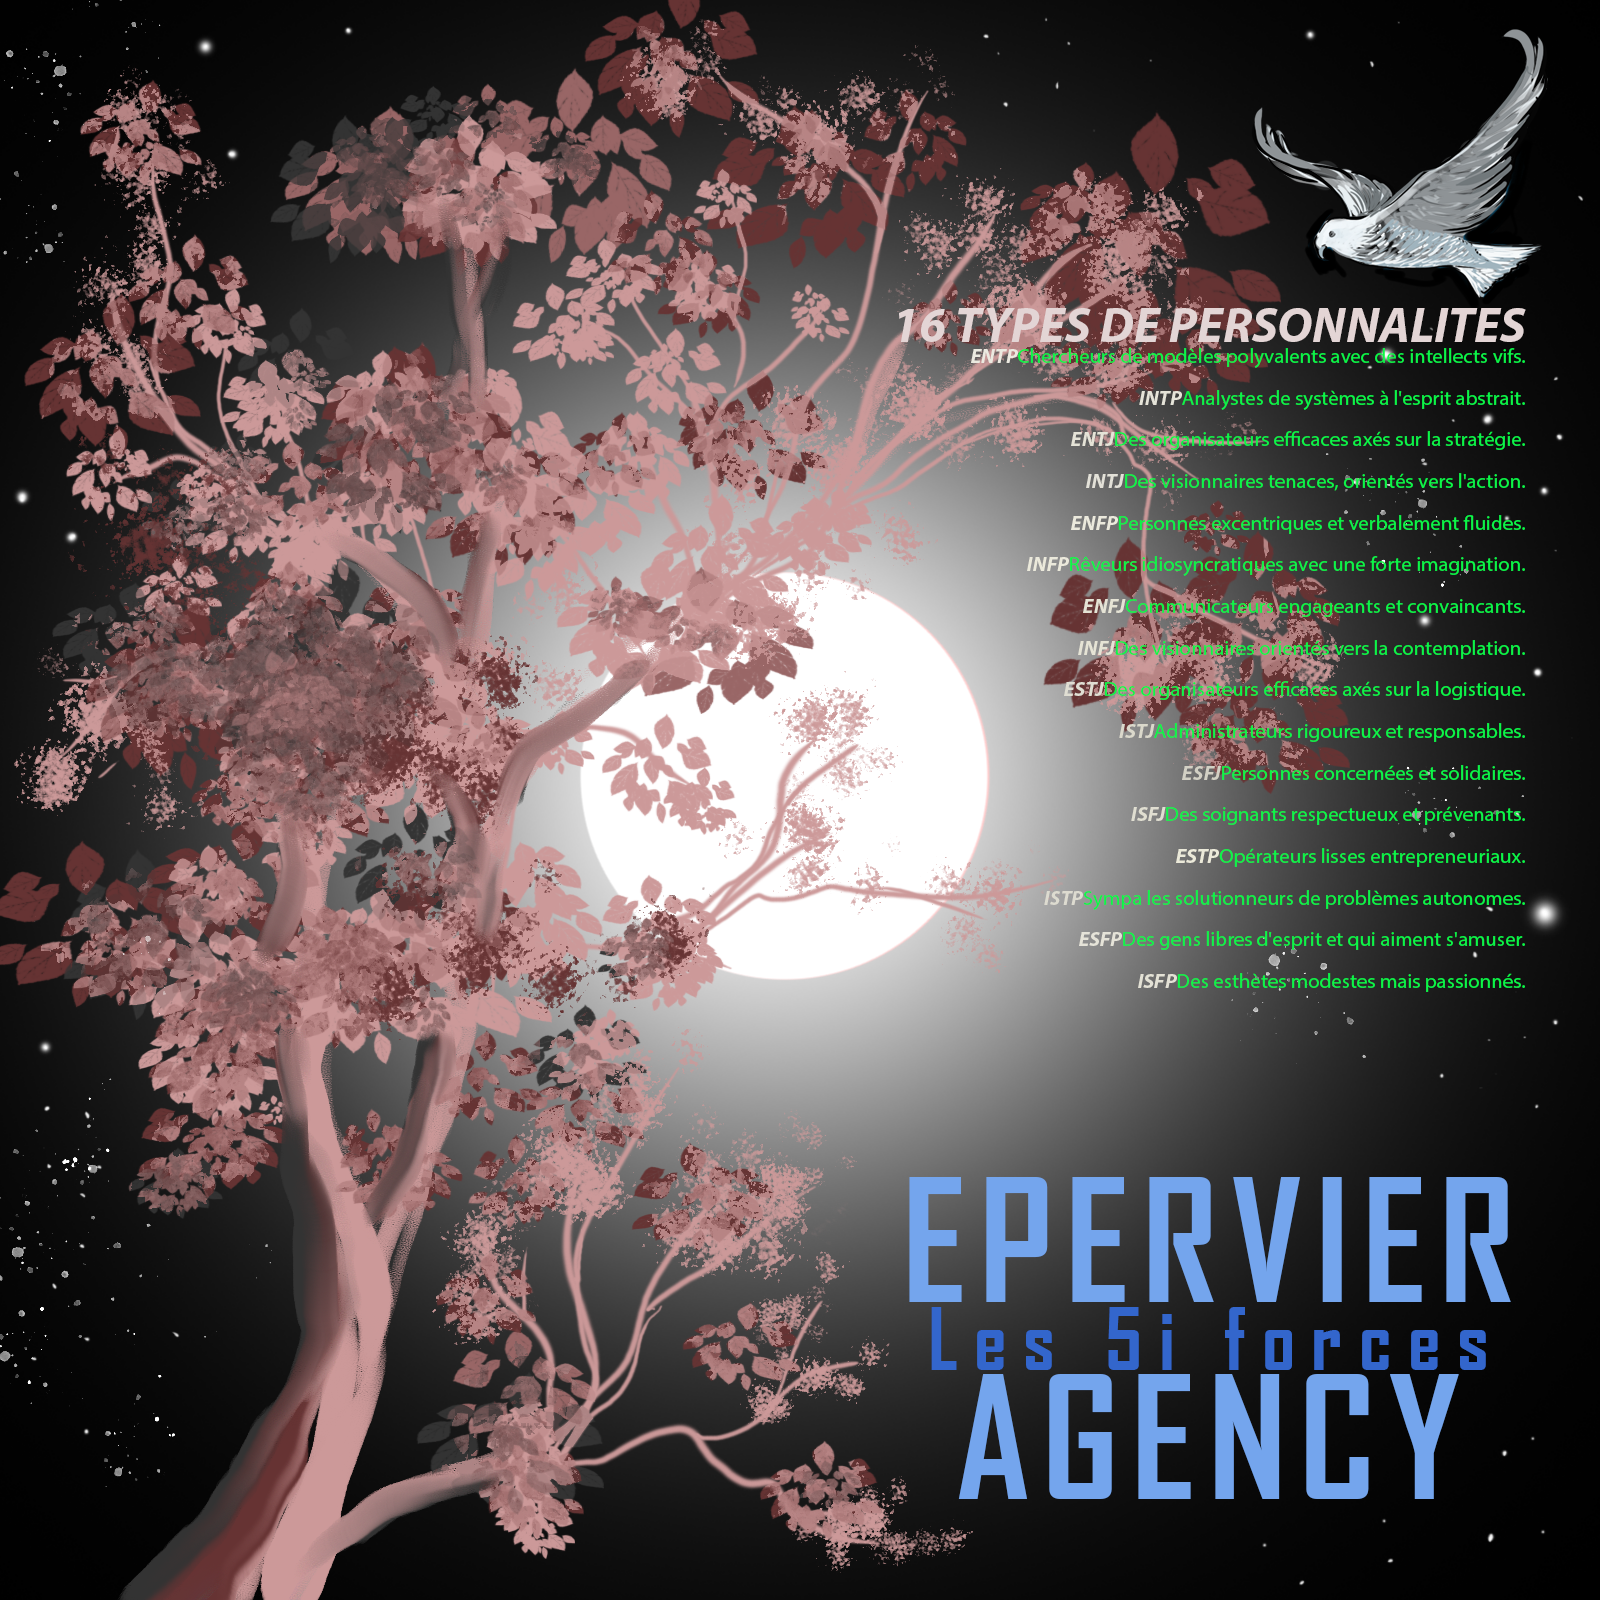 16 TYPES DE PERSONNALITES
ENTPChercheurs de modèles polyvalents avec des intellects vifs.
INTPAnalystes de systèmes à l'esprit abstrait.
ENTJDes organisateurs efficaces axés sur la stratégie.
INTJDes visionnaires tenaces, orientés vers l'action.
ENFPPersonnes excentriques et verbalement fluides.
INFPRêveurs idiosyncratiques avec une forte imagination.
ENFJCommunicateurs engageants et convaincants.
INFJDes visionnaires orientés vers la contemplation.
ESTJDes organisateurs efficaces axés sur la logistique.
ISTJAdministrateurs rigoureux et responsables.
ESFJPersonnes concernées et solidaires.
ISFJDes soignants respectueux et prévenants.
ESTPOpérateurs lisses entrepreneuriaux.
ISTPSympa les solutionneurs de problèmes autonomes.
ESFPDes gens libres d'esprit et qui aiment s'amuser.
ISFPDes esthètes modestes mais passionnés.
EPERVIER
Les 5i forces
AGENCY